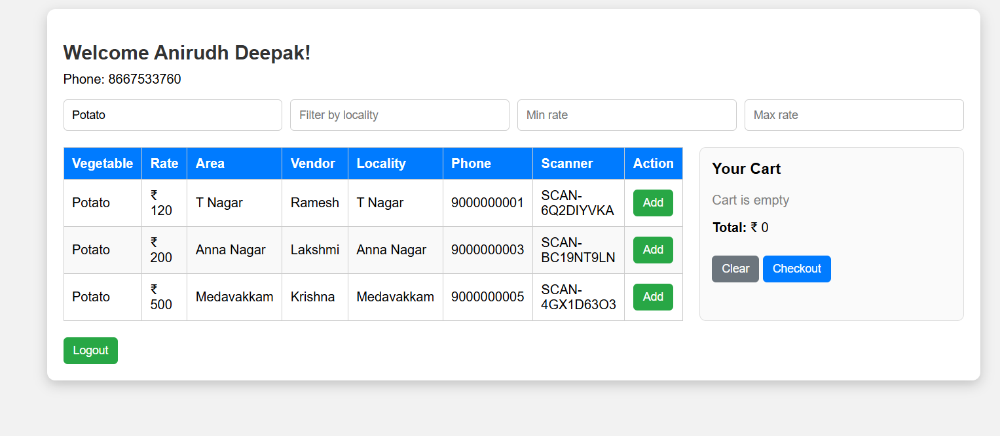 Welcome Anirudh Deepak!
Phone: 8667533760
Potato Filter by locality Min rate Max rate
Vegetable Rate Area Vendor Locality Phone Scanner Action
Potato ₹ 120 T Nagar Ramesh T Nagar 9000000001 SCAN-6Q2DIYVKA Add
Potato ₹ 200 Anna Nagar Lakshmi Anna Nagar 9000000003 SCAN-BC19NT9LN Add
Potato ₹ 500 Medavakkam Krishna Medavakkam 9000000005 SCAN-4GX1D63O3 Add
Your Cart
Cart is empty
Total: ₹ 0
Clear Checkout
Logout